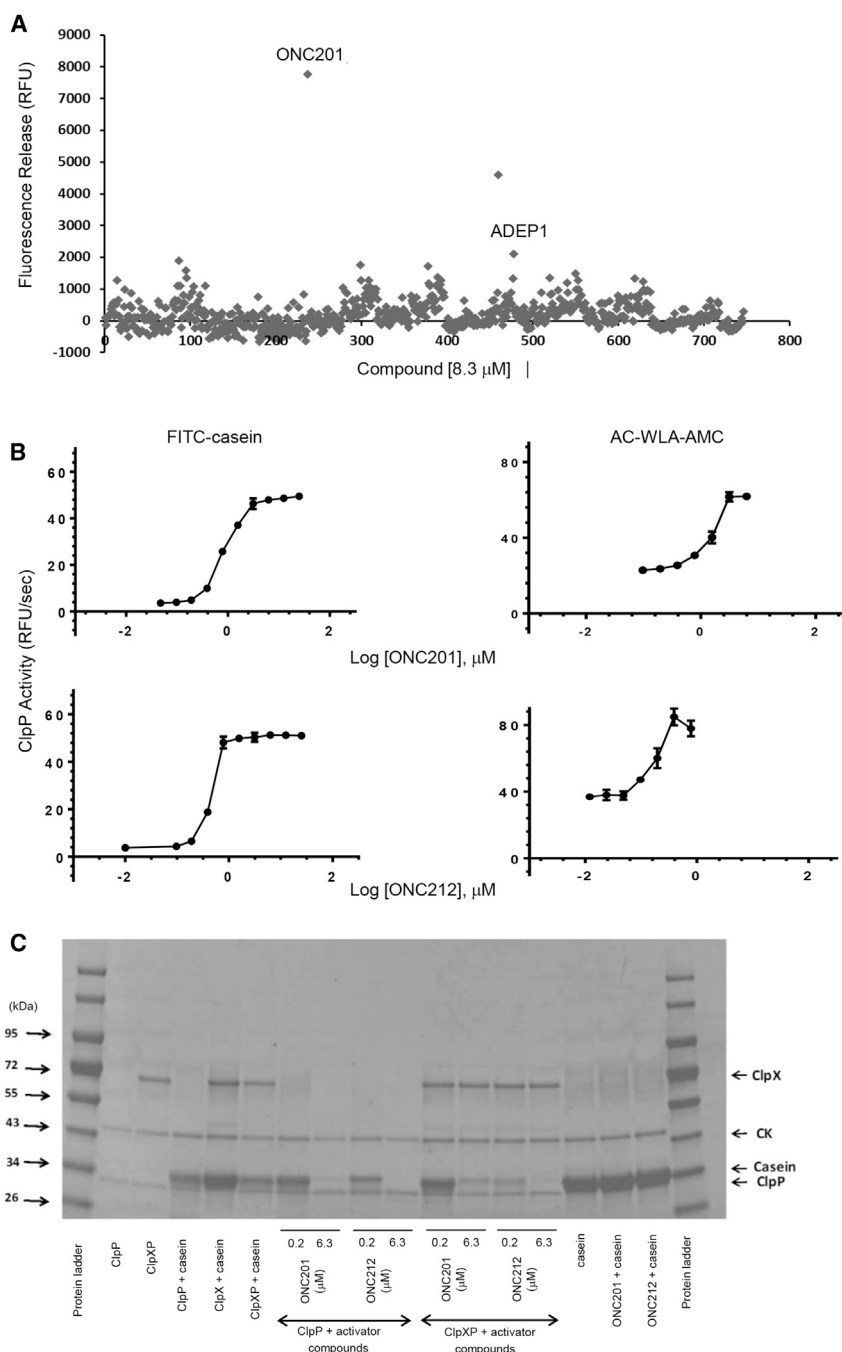 A
Fluorescence Release (RFU)
9000
8000
7000
6000
5000
4000
3000
2000
1000
0
-1000
ONC201
ADEP1
0
100
200
300
400
500
600
700
800
Compound [8.3 μM]
B
ClpP Activity (RFU/sec)
FITC-casein
60
40
20
0
-2
0
2
AC-WLA-AMC
80
40
0
-2
0
2
Log [ONC201], μM
60
40
20
0
-2
0
2
80
40
0
-2
0
2
Log [ONC212], μM
C
(kDa)
95
72
55
43
34
26
ClpX
CK
Casein
ClpP
Protein ladder
ClpP
ClpXP
ClpP + casein
ClpX + casein
ClpXP + casein
0.2 6.3
ONC201
(μM)
0.2 6.3
ONC212
(μM)
ClpP + activator
compounds
0.2 6.3
ONC201
(μM)
0.2 6.3
ONC212
(μM)
ClpXP + activator
compounds
casein
ONC201 + casein
ONC212 + casein
Protein ladder